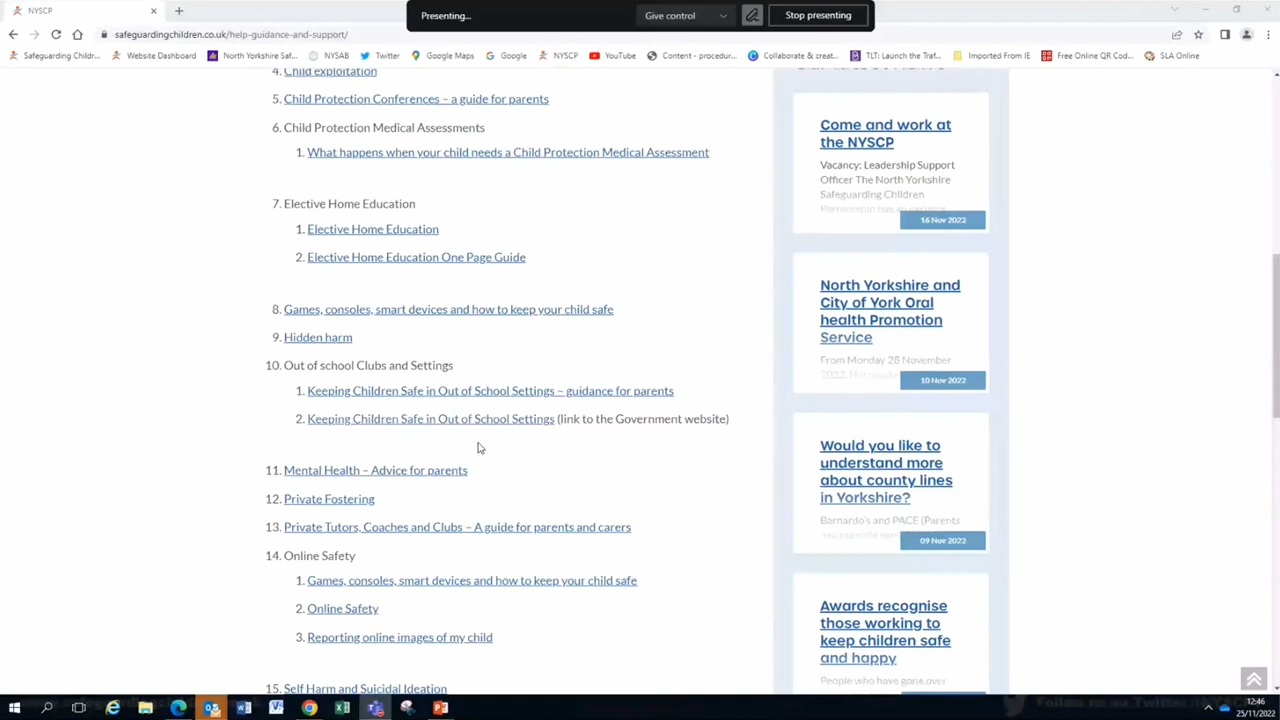 NYSCP
Presenting...
Give control
Stop presenting
safeguardingchildren.co.uk/help-guidance-and-support/
Safeguarding Childr...
Website Dashboard
North Yorkshire Saf...
NYSAB
Twitter
Google Maps
Google
NYSCP
YouTube
Content - procedur...
Collaborate & creat...
TLT: Launch the Traf...
Imported From IE
Free Online QR Cod...
SLA Online
4. Child exploitation
5. Child Protection Conferences – a guide for parents
6. Child Protection Medical Assessments
1. What happens when your child needs a Child Protection Medical Assessment
7. Elective Home Education
1. Elective Home Education
2. Elective Home Education One Page Guide
8. Games, consoles, smart devices and how to keep your child safe
9. Hidden harm
10. Out of school Clubs and Settings
1. Keeping Children Safe in Out of School Settings – guidance for parents
2. Keeping Children Safe in Out of School Settings (link to the Government website)
11. Mental Health – Advice for parents
12. Private Fostering
13. Private Tutors, Coaches and Clubs – A guide for parents and carers
14. Online Safety
1. Games, consoles, smart devices and how to keep your child safe
2. Online Safety
3. Reporting online images of my child
15. Self Harm and Suicidal Ideation
Come and work at
the NYSCP
Vacancy: Leadership Support
Officer The North Yorkshire
Safeguarding Children
Partnership has
16 Nov 2022
North Yorkshire and
City of York Oral
health Promotion
Service
From Monday 28 November
2022,
10 Nov 2022
Would you like to
understand more
about county lines
in Yorkshire?
Barnardo's and PACE (Parents
09 Nov 2022
Awards recognise
those working to
keep children safe
and happy
People who have gone over
12:46
25/11/2022